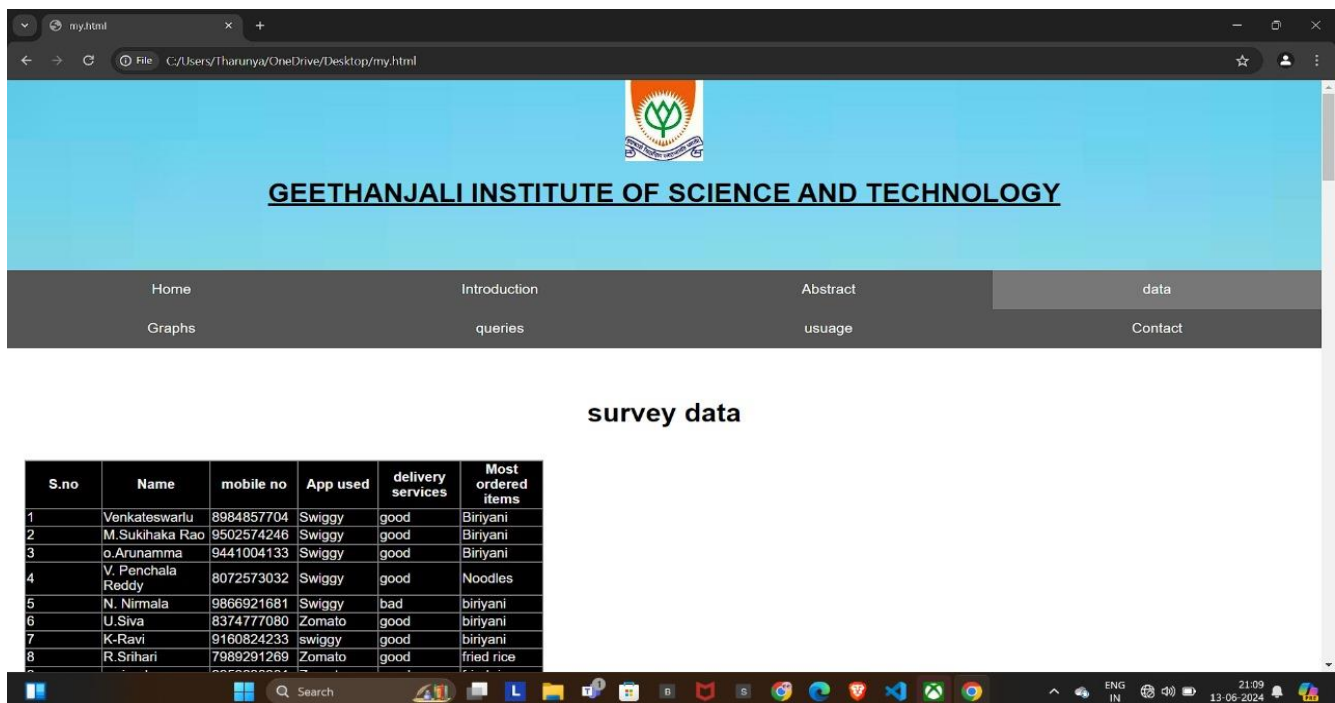 my.html
File C:/Users/Tharunya/OneDrive/Desktop/my.html
GEETHANJALI INSTITUTE OF SCIENCE AND TECHNOLOGY
Home Introduction Abstract data
Graphs queries usuage Contact
survey data
S.no Name mobile no App used delivery services Most ordered items
1 Venkateswarlu 8984857704 Swiggy good Biriyani
2 M.Sukihaka Rao 9502574246 Swiggy good Biriyani
3 o.Arunamma 9441004133 Swiggy good Biriyani
4 V. Penchala Reddy 8072573032 Swiggy good Noodles
5 N. Nirmala 9866921681 Swiggy bad biriyani
6 U.Siva 8374777080 Zomato good biriyani
7 K-Ravi 9160824233 swiggy good biriyani
8 R.Srihari 7989291269 Zomato good fried rice
Search ENG 21:09
IN 13-06-2024